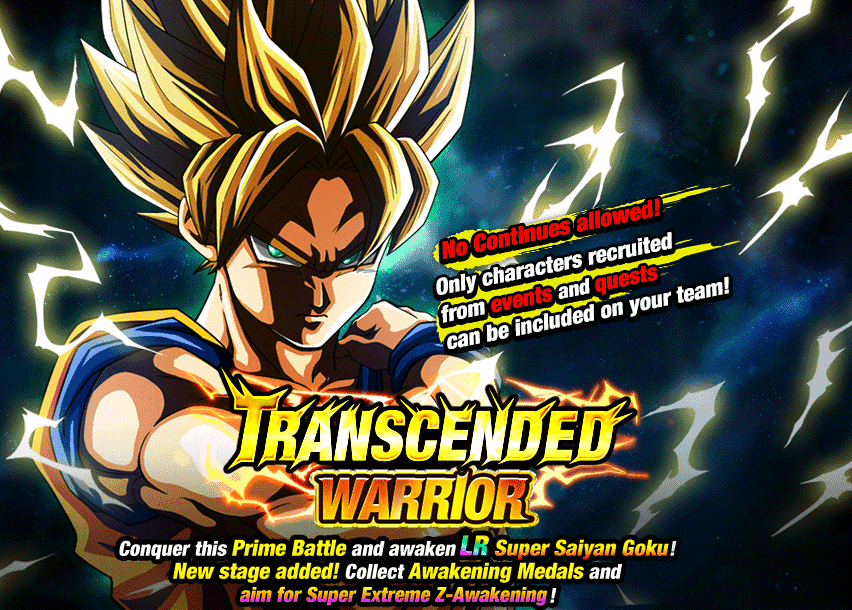 No Continues allowed!
Only characters recruited
from events and quests
can be included on your team!
TRANSCENDED
WARRIOR
Conquer this Prime Battle and awaken LR Super Saiyan Goku!
New stage added! Collect Awakening Medals and
aim for Super Extreme Z-Awakening!